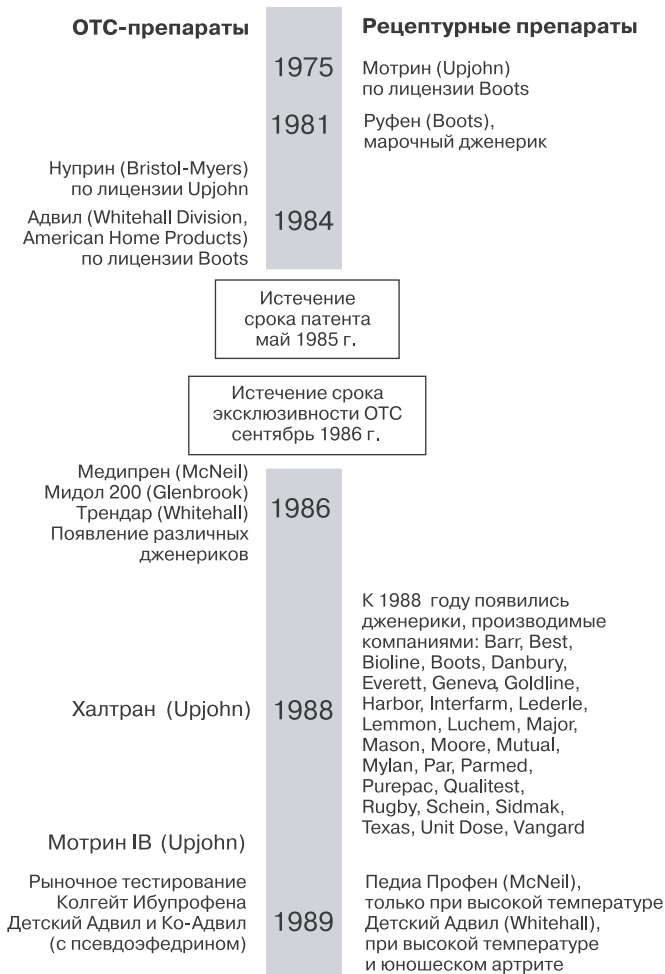 ОТС-препараты
Рецептурные препараты
1975
Мотрин (Upjohn)
по лицензии Boots
1981
Руфен (Boots),
марочный дженерик
Нуприн (Bristol-Myers)
по лицензии Upjohn
Адвил (Whitehall Division,
American Home Products)
по лицензии Boots
1984
Истечение
срока патента
май 1985 г.
Истечение срока
эксклюзивности ОТС
сентябрь 1986 г.
Медипрен (McNeil)
Мидол 200 (Glenbrook)
Трендар (Whitehall)
Появление различных
дженериков
1986
Халтран (Upjohn)
1988
К 1988 году появились
дженерики, производимые
компаниями: Barr, Best,
Bioline, Boots, Danbury,
Everett, Geneva, Goldline,
Harbor, Interfarm, Lederle,
Lemmon, Luchem, Major,
Mason, Moore, Mutual,
Mylan, Par, Parmed,
Purepac, Qualitest,
Rugby, Schein, Sidmak,
Texas, Unit Dose, Vangard
Мотрин IB (Upjohn)
Рыночное тестирование
Колгейт Ибупрофена
Детский Адвил и Ко-Адвил
(с псевдоэфедрином)
1989
Педиа Профен (McNeil),
только при высокой температуре
Детский Адвил (Whitehall),
при высокой температуре
и юношеском артрите